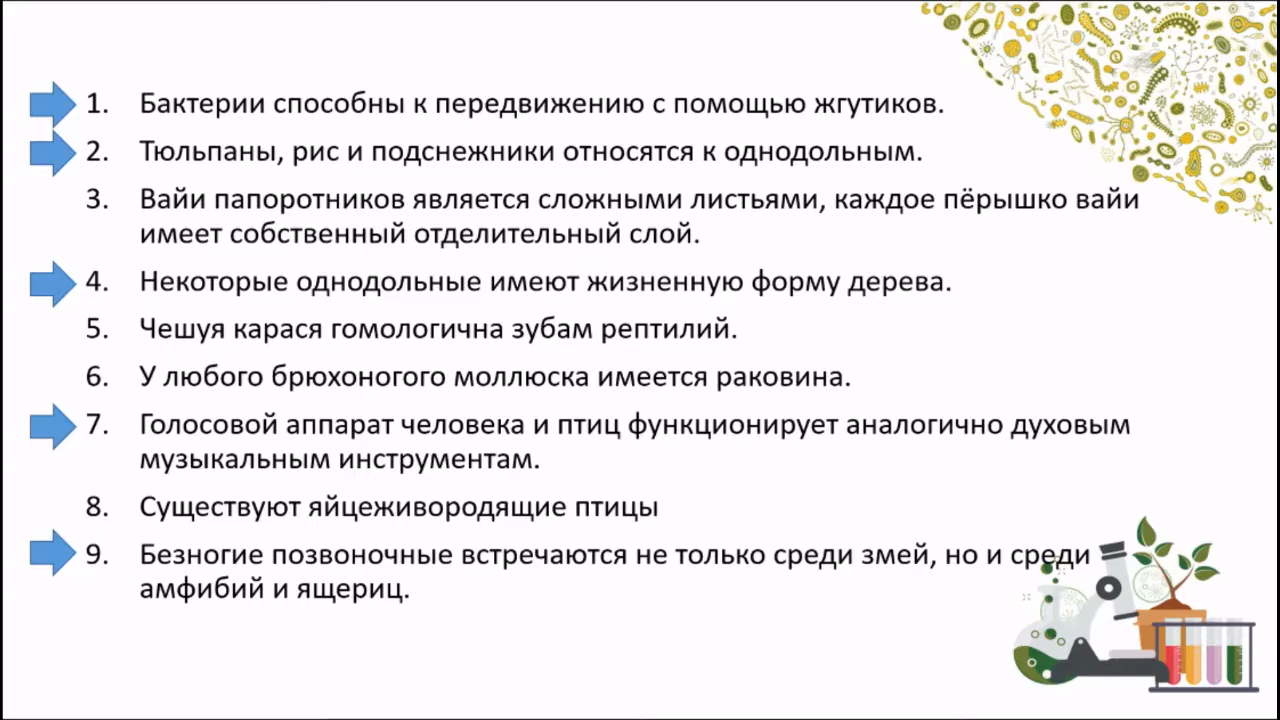 1. Бактерии способны к передвижению с помощью жгутиков.
2. Тюльпаны, рис и подснежники относятся к однодольным.
3. Вайи папоротников является сложными листьями, каждое пёрышко вайи
имеет собственный отделительный слой.
4. Некоторые однодольные имеют жизненную форму дерева.
5. Чешуя карася гомологична зубам рептилий.
6. У любого брюхоногого моллюска имеется раковина.
7. Голосовой аппарат человека и птиц функционирует аналогично духовым
музыкальным инструментам.
8. Существуют яйцеживородящие птицы
9. Безногие позвоночные встречаются не только среди змей, но и среди
амфибий и ящериц.